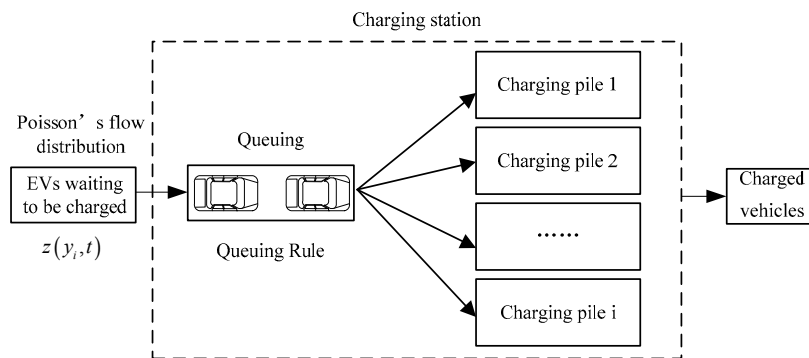 Charging station
Poisson’s flow
distribution
EVs waiting
to be charged
z(y_i,t)
Queuing
Queuing Rule
Charging pile 1
Charging pile 2
……
Charging pile i
Charged
vehicles